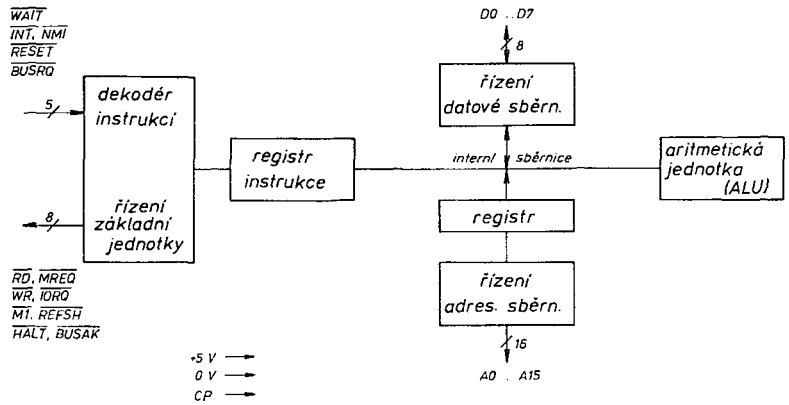 WAIT
INT, NMI
RESET
BUSRQ
5
dekodér
instrukcí
řízení
základní
jednotky
8
RD, MREQ
WR, IORQ
M1, REFSH
HALT, BUSAK
registr
instrukce
D0 .. D7
8
řízení
datové sběrn.
interní sběrnice
registr
řízení
adres. sběrn.
16
A0 . A15
aritmetická
jednotka
(ALU)
+5 V
0 V
CP